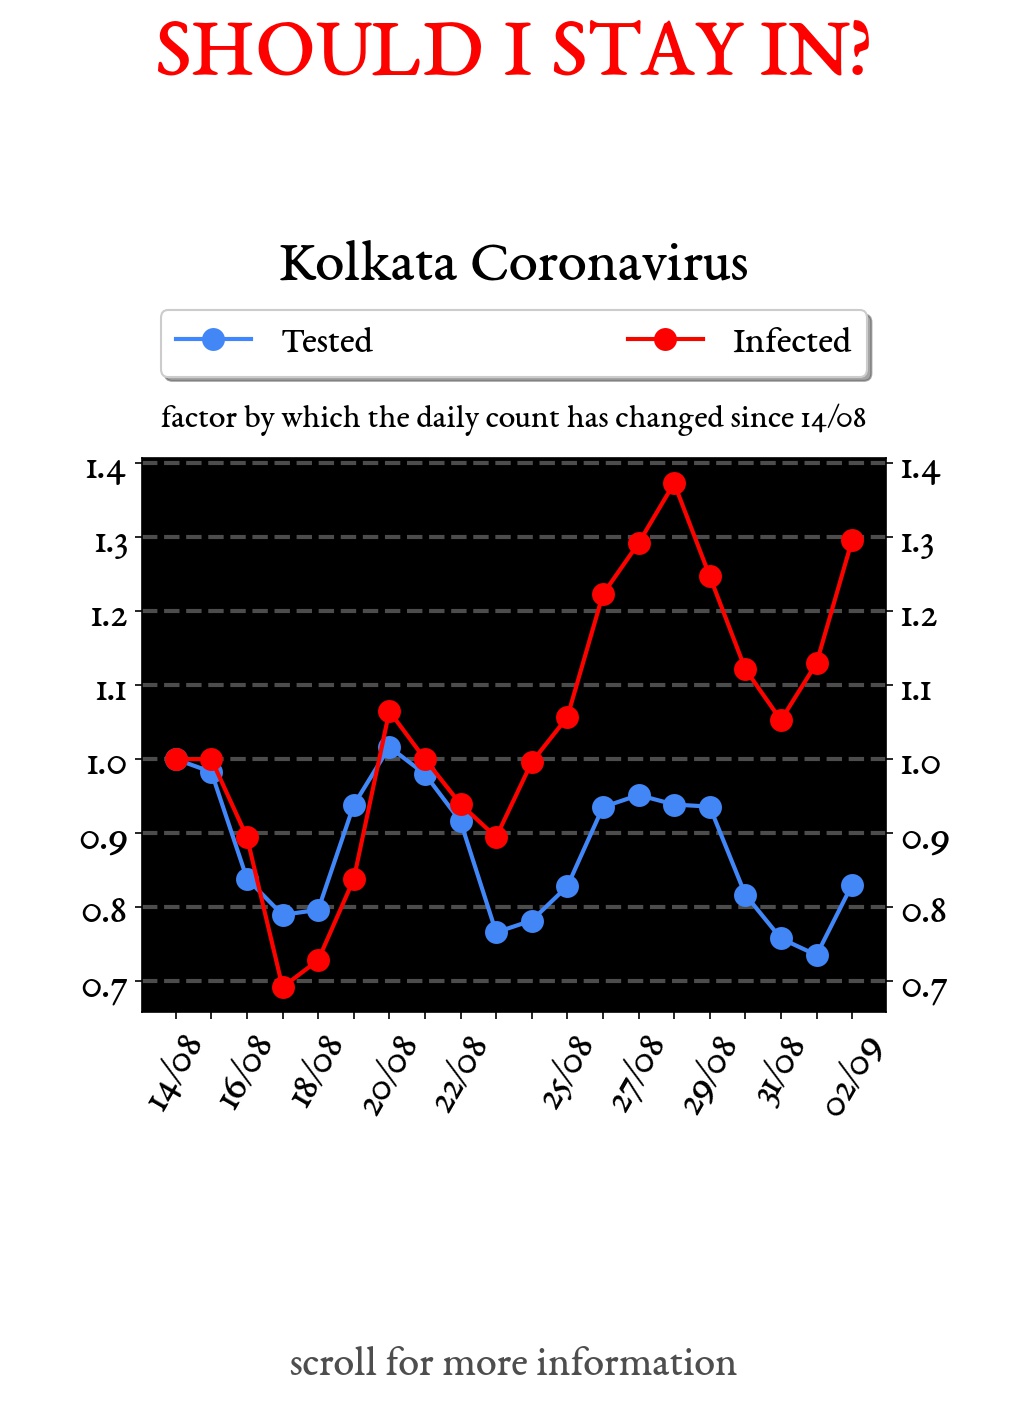 SHOULD I STAY IN?
Kolkata Coronavirus
Tested Infected
factor by which the daily count has changed since 14/08
1.4 1.4
1.3 1.3
1.2 1.2
1.1 1.1
1.0 1.0
0.9 0.9
0.8 0.8
0.7 0.7
14/08 16/08 18/08 20/08 22/08 25/08 27/08 29/08 31/08 02/09
scroll for more information